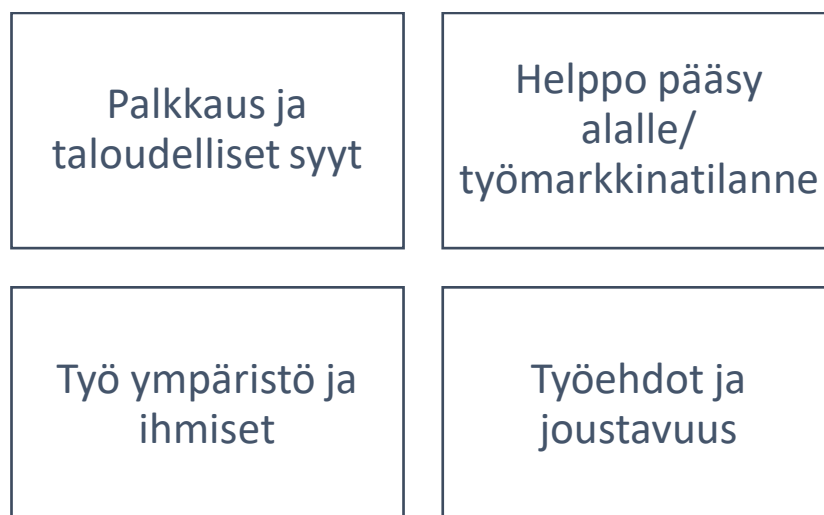 Palkkaus ja
taloudelliset syyt
Helppo pääsy
alalle/
työmarkkinatilanne
Työ ympäristö ja
ihmiset
Työehdot ja
joustavuus